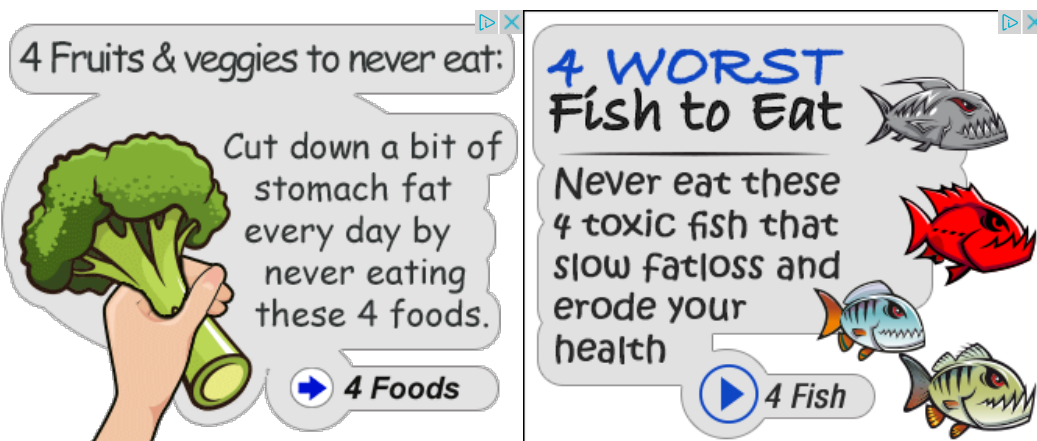 4 Fruits & veggies to never eat:
Cut down a bit of
stomach fat
every day by
never eating
these 4 foods.
4 Foods
4 WORST
Fish to Eat
Never eat these
4 toxic fish that
slow fatloss and
erode your
health
4 Fish